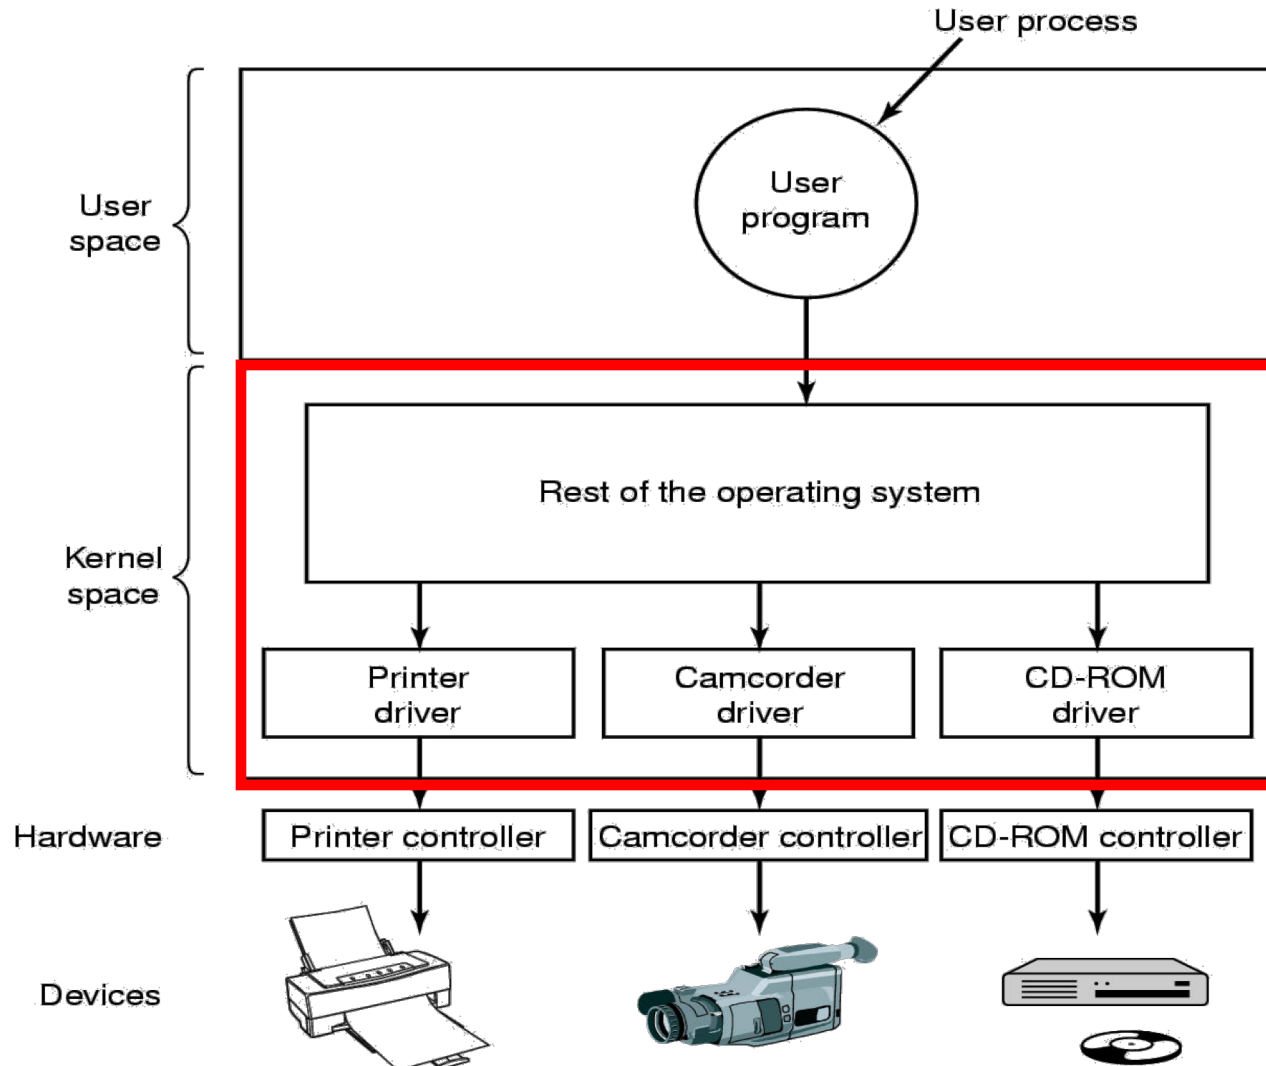 User process
User
program
User
space
Rest of the operating system
Kernel
space
Printer
driver
Camcorder
driver
CD-ROM
driver
Hardware
Printer controller
Camcorder controller
CD-ROM controller
Devices